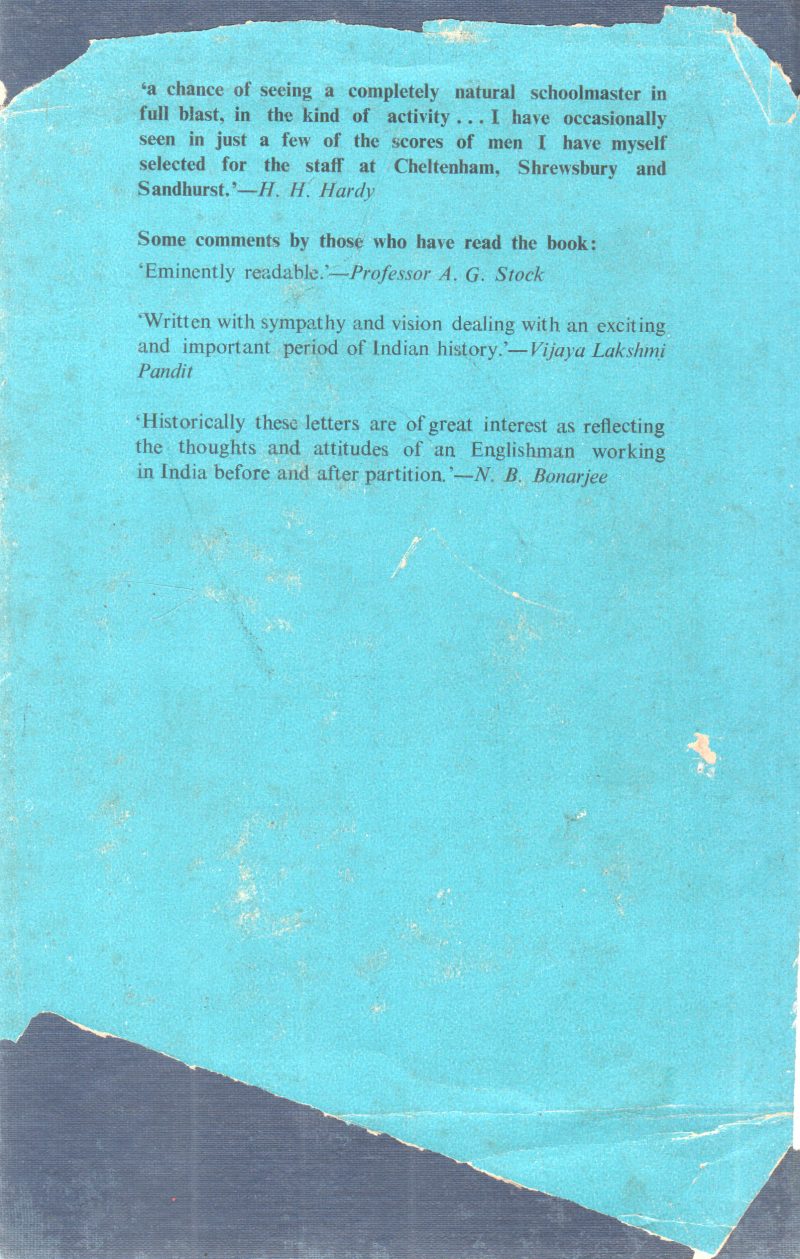 ‘a chance of seeing a completely natural schoolmaster in
full blast, in the kind of activity . . . I have occasionally
seen in just a few of the scores of men I have myself
selected for the staff at Cheltenham, Shrewsbury and
Sandhurst.’—H. H. Hardy
Some comments by those who have read the book:
‘Eminently readable.’—Professor A. G. Stock
‘Written with sympathy and vision dealing with an exciting
and important period of Indian history.’—Vijaya Lakshmi
Pandit
‘Historically these letters are of great interest as reflecting
the thoughts and attitudes of an Englishman working
in India before and after partition.’—N. B. Bonarjee